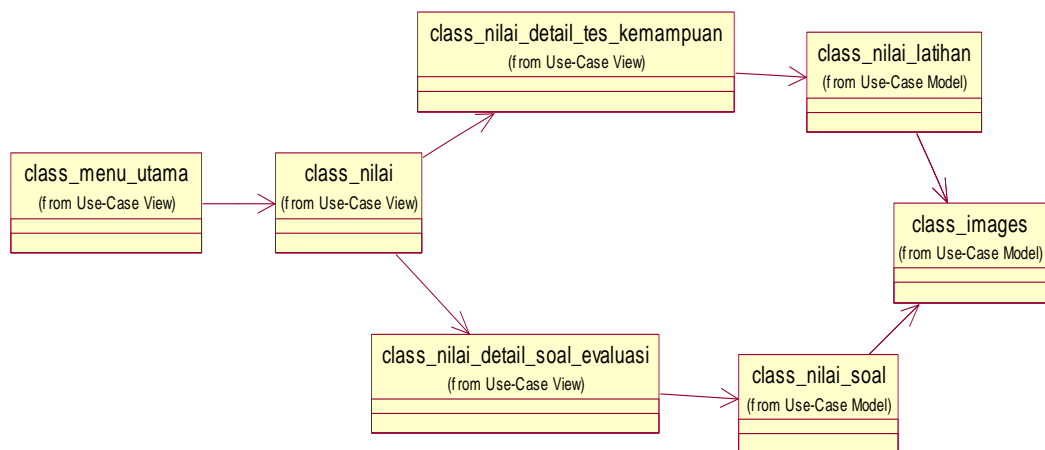 class_nilai_detail_tes_kemampuan
(from Use-Case View)
class_nilai_latihan
(from Use-Case Model)
class_menu_utama
(from Use-Case View)
class_nilai
(from Use-Case View)
class_images
(from Use-Case Model)
class_nilai_detail_soal_evaluasi
(from Use-Case View)
class_nilai_soal
(from Use-Case Model)